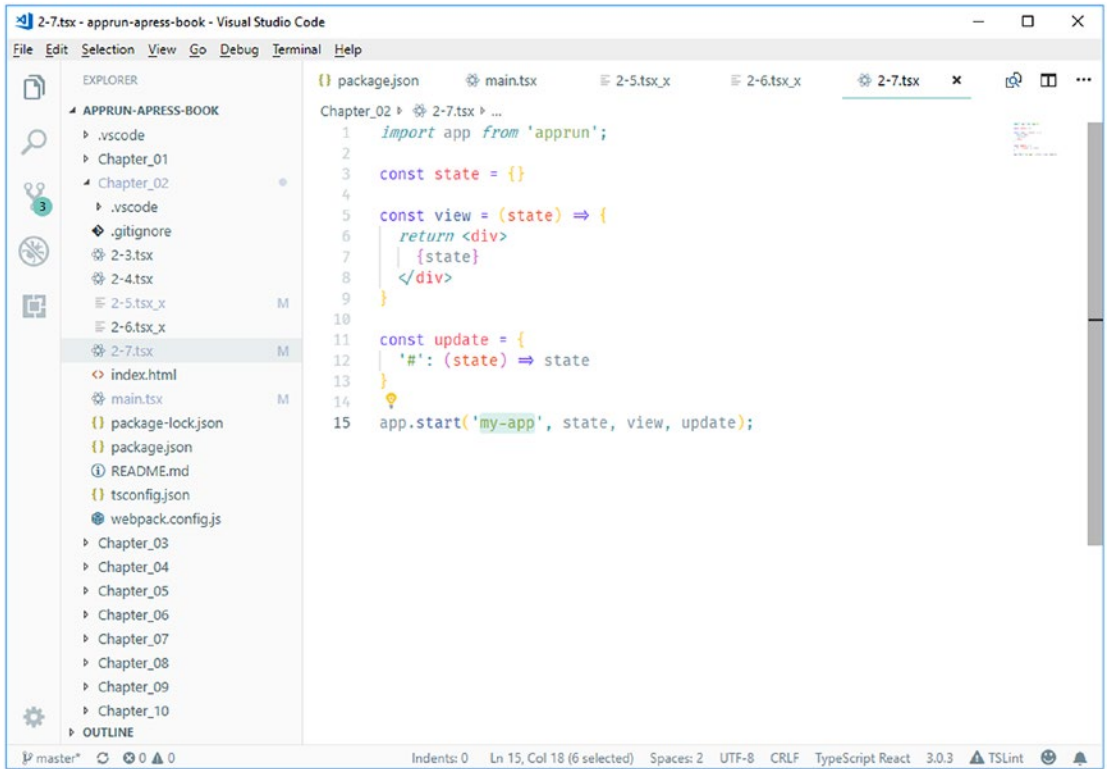 2-7.tsx - apprun-apress-book - Visual Studio Code
File Edit Selection View Go Debug Terminal Help
EXPLORER
APPRUN-APRESS-BOOK
.vscode
Chapter_01
Chapter_02
.vscode
.gitignore
2-3.tsx
2-4.tsx
2-5.tsx_x M
2-6.tsx_x
2-7.tsx M
index.html
main.tsx M
package-lock.json
package.json
README.md
tsconfig.json
webpack.config.js
Chapter_03
Chapter_04
Chapter_05
Chapter_06
Chapter_07
Chapter_08
Chapter_09
Chapter_10
OUTLINE
3
{} package.json main.tsx 2-5.tsx_x 2-6.tsx_x 2-7.tsx
Chapter_02 2-7.tsx ...
1 import app from 'apprun';
2
3 const state = {}
4
5 const view = (state) => {
6 return <div>
7 {state}
8 </div>
9 }
10
11 const update = {
12 '#': (state) => state
13 }
14
15 app.start('my-app', state, view, update);
master* 0 0 Indents: 0 Ln 15, Col 18 (6 selected) Spaces: 2 UTF-8 CRLF TypeScript React 3.0.3 TSLint